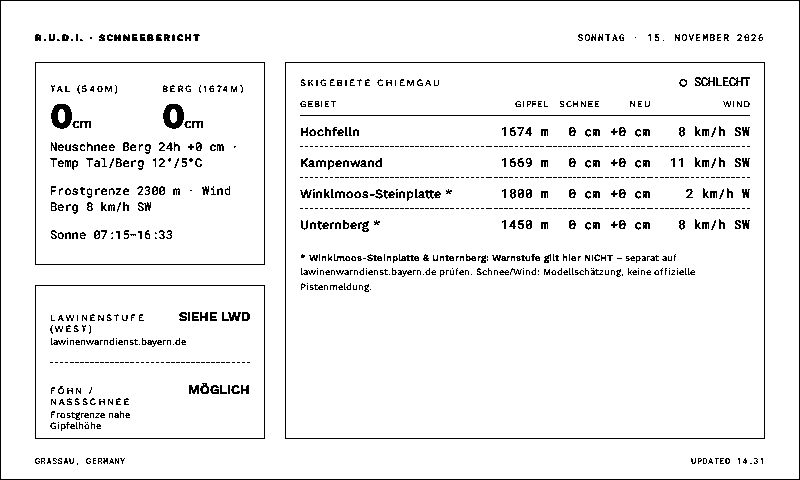 R.U.D.I. · SCHNEEBERICHT
SONNTAG · 15. NOVEMBER 2026
TAL (540M) BERG (1674M)
0cm 0cm
Neuschnee Berg 24h +0 cm ·
Temp Tal/Berg 12°/5°C
Frostgrenze 2300 m · Wind
Berg 8 km/h SW
Sonne 07:15–16:33
LAWINENSTUFE (WEST) SIEHE LWD
lawinenwarndienst.bayern.de
FÖHN / NASSSCHNEE MÖGLICH
Frostgrenze nahe
Gipfelhöhe
SKIGEBIETE CHIEMGAU O SCHLECHT
GEBIET GIPFEL SCHNEE NEU WIND
Hochfelln 1674 m 0 cm +0 cm 8 km/h SW
Kampenwand 1669 m 0 cm +0 cm 11 km/h SW
Winklmoos-Steinplatte * 1800 m 0 cm +0 cm 2 km/h W
Unternberg * 1450 m 0 cm +0 cm 8 km/h SW
* Winklmoos-Steinplatte & Unternberg: Warnstufe gilt hier NICHT – separat auf
lawinenwarndienst.bayern.de prüfen. Schnee/Wind: Modellschätzung, keine offizielle
Pistenmeldung.
GRASSAU, GERMANY
UPDATED 14.31